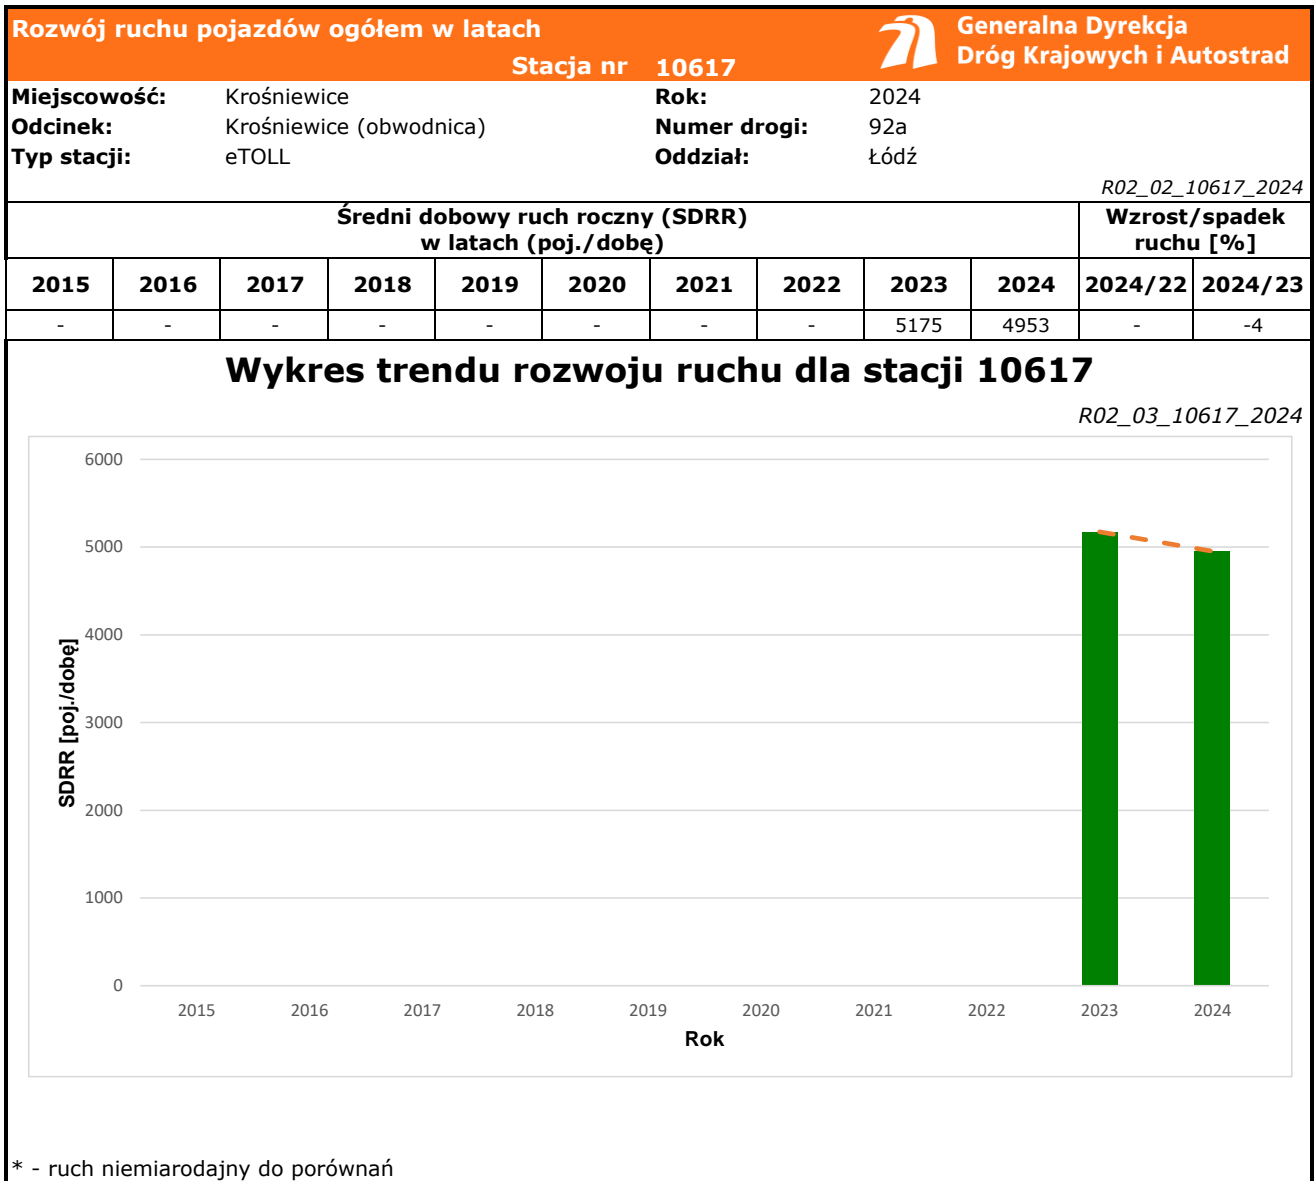 Rozwój ruchu pojazdów ogółem w latach
Stacja nr 10617
Generalna Dyrekcja
Dróg Krajowych i Autostrad
Miejscowość: Krośniewice Rok: 2024
Odcinek: Krośniewice (obwodnica) Numer drogi: 92a
Typ stacji: eTOLL Oddział: Łódź
R02_02_10617_2024
Średni dobowy ruch roczny (SDRR)
w latach (poj./dobę)
Wzrost/spadek
ruchu [%]
2015 2016 2017 2018 2019 2020 2021 2022 2023 2024 2024/22 2024/23
- - - - - - - - 5175 4953 - -4
Wykres trendu rozwoju ruchu dla stacji 10617
R02_03_10617_2024
6000
5000
4000
3000
2000
1000
0
SDRR [poj./dobę]
2015 2016 2017 2018 2019 2020 2021 2022 2023 2024
Rok
* - ruch niemiarodajny do porównań